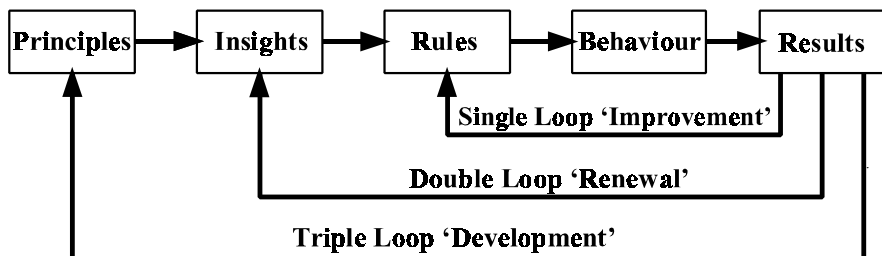 Principles
Insights
Rules
Behaviour
Results
Single Loop ‘Improvement’
Double Loop ‘Renewal’
Triple Loop ‘Development’